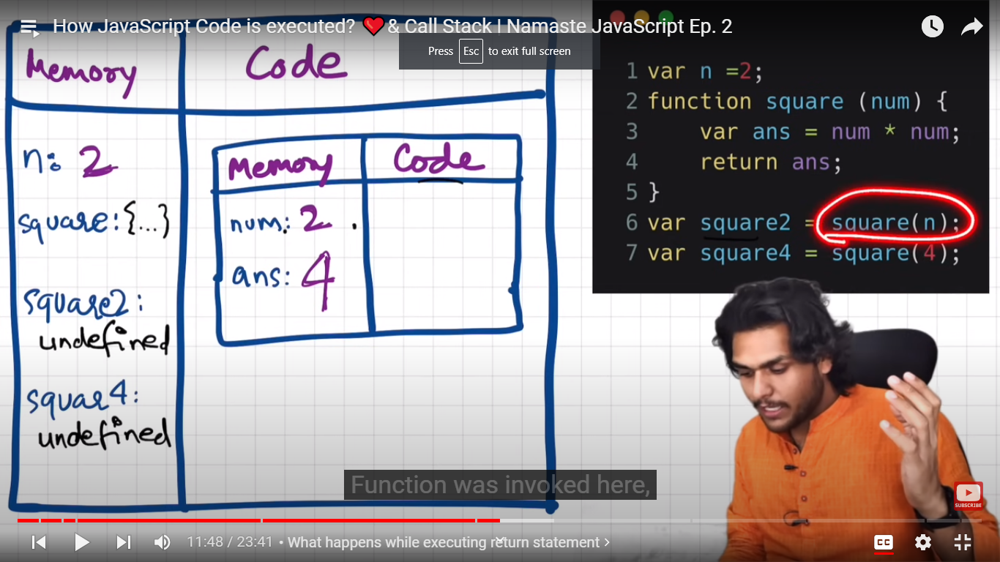 How JavaScript Code is executed? ❤️& Call Stack | Namaste JavaScript Ep. 2
Press Esc to exit full screen
Memory
Code
n: 2
square: {...}
square2:
undefined
squar4:
undefined
Memory
Code
num: 2
ans: 4
1 var n =2;
2 function square (num) {
3 var ans = num * num;
4 return ans;
5 }
6 var square2 = square(n);
7 var square4 = square(4);
Function was invoked here,
SUBSCRIBE
11:48 / 23:41 • What happens while executing return statement >
CC